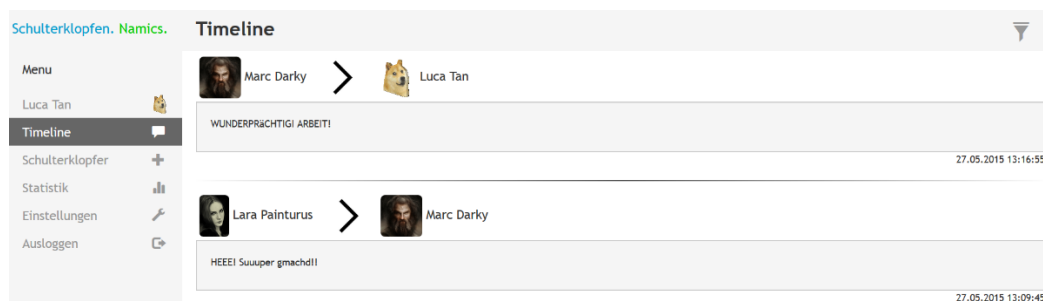 Schulterklopfen. Namics.
Menu
Luca Tan
Timeline
Schulterklopfer
Statistik
Einstellungen
Ausloggen
Timeline
Marc Darky
Luca Tan
WUNDERPRäCHTIG! ARBEIT!
27.05.2015 13:16:55
Lara Painturus
Marc Darky
HEEE! Suuuper gmachd!!
27.05.2015 13:09:45